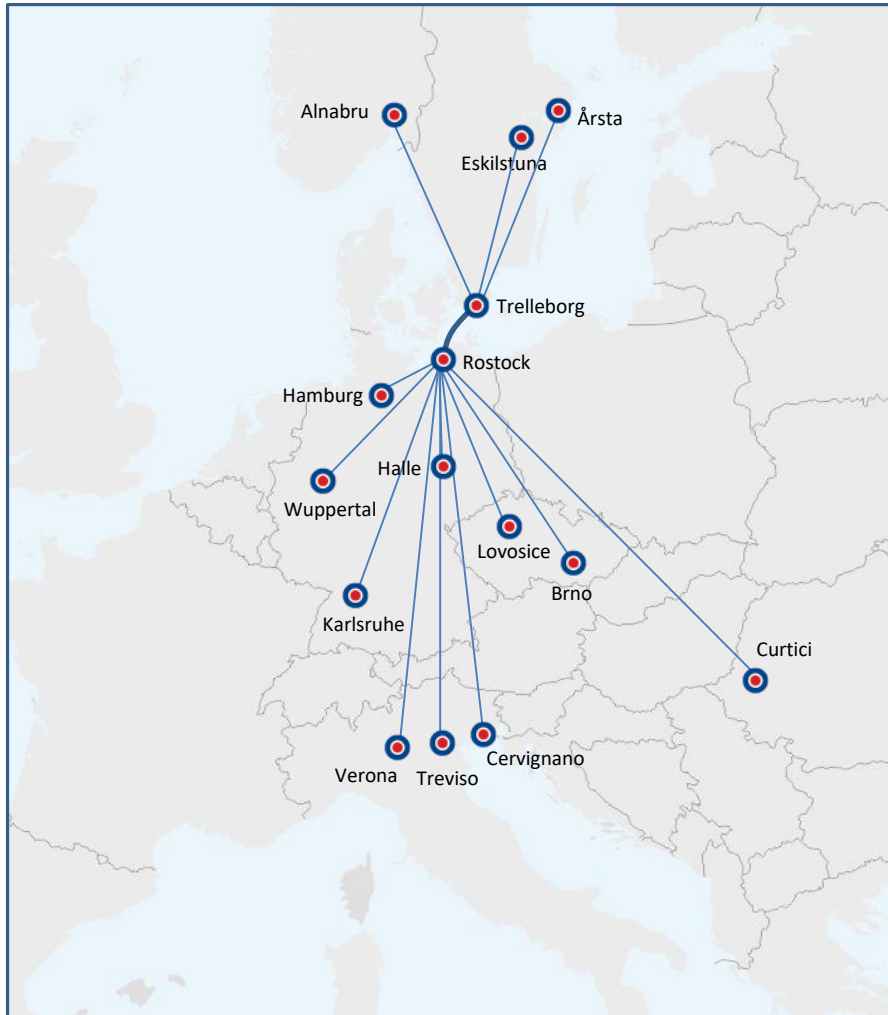 Alnabru
Årsta
Eskilstuna
Trelleborg
Rostock
Hamburg
Halle
Wuppertal
Lovosice
Brno
Karlsruhe
Curtici
Cervignano
Verona
Treviso